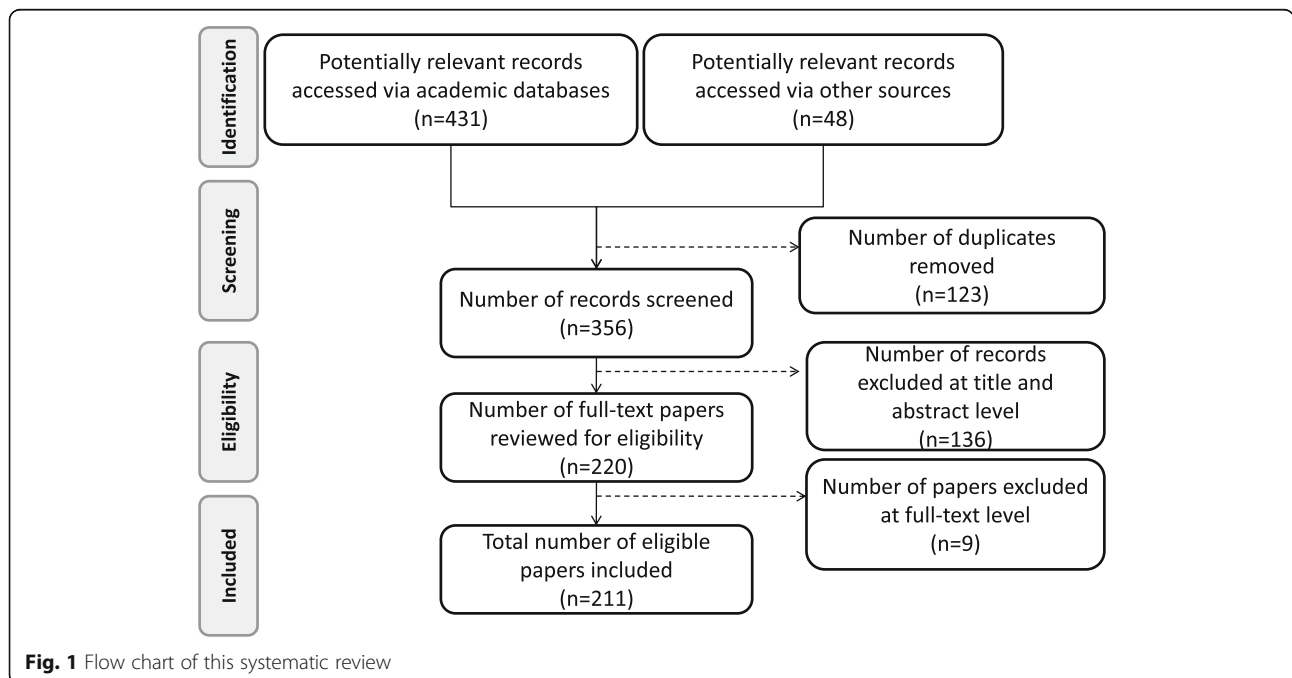 Identification
Potentially relevant records
accessed via academic databases
(n=431)
Potentially relevant records
accessed via other sources
(n=48)
Screening
Number of duplicates
removed
(n=123)
Number of records screened
(n=356)
Eligibility
Number of records
excluded at title and
abstract level
(n=136)
Number of full-text papers
reviewed for eligibility
(n=220)
Number of papers excluded
at full-text level
(n=9)
Included
Total number of eligible
papers included
(n=211)
Fig. 1 Flow chart of this systematic review